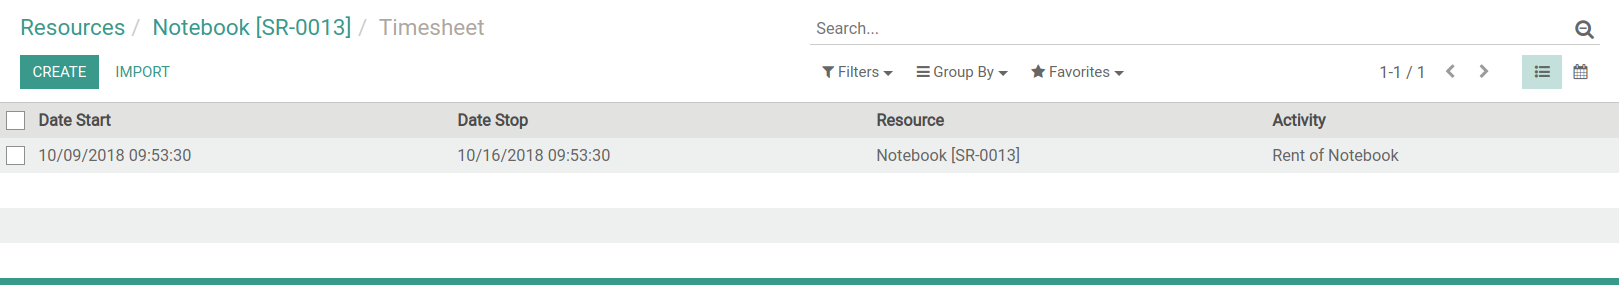 Resources / Notebook [SR-0013] / Timesheet
Search...
CREATE IMPORT
Filters Group By Favorites 1-1 / 1
Date Start Date Stop Resource Activity
10/09/2018 09:53:30 10/16/2018 09:53:30 Notebook [SR-0013] Rent of Notebook